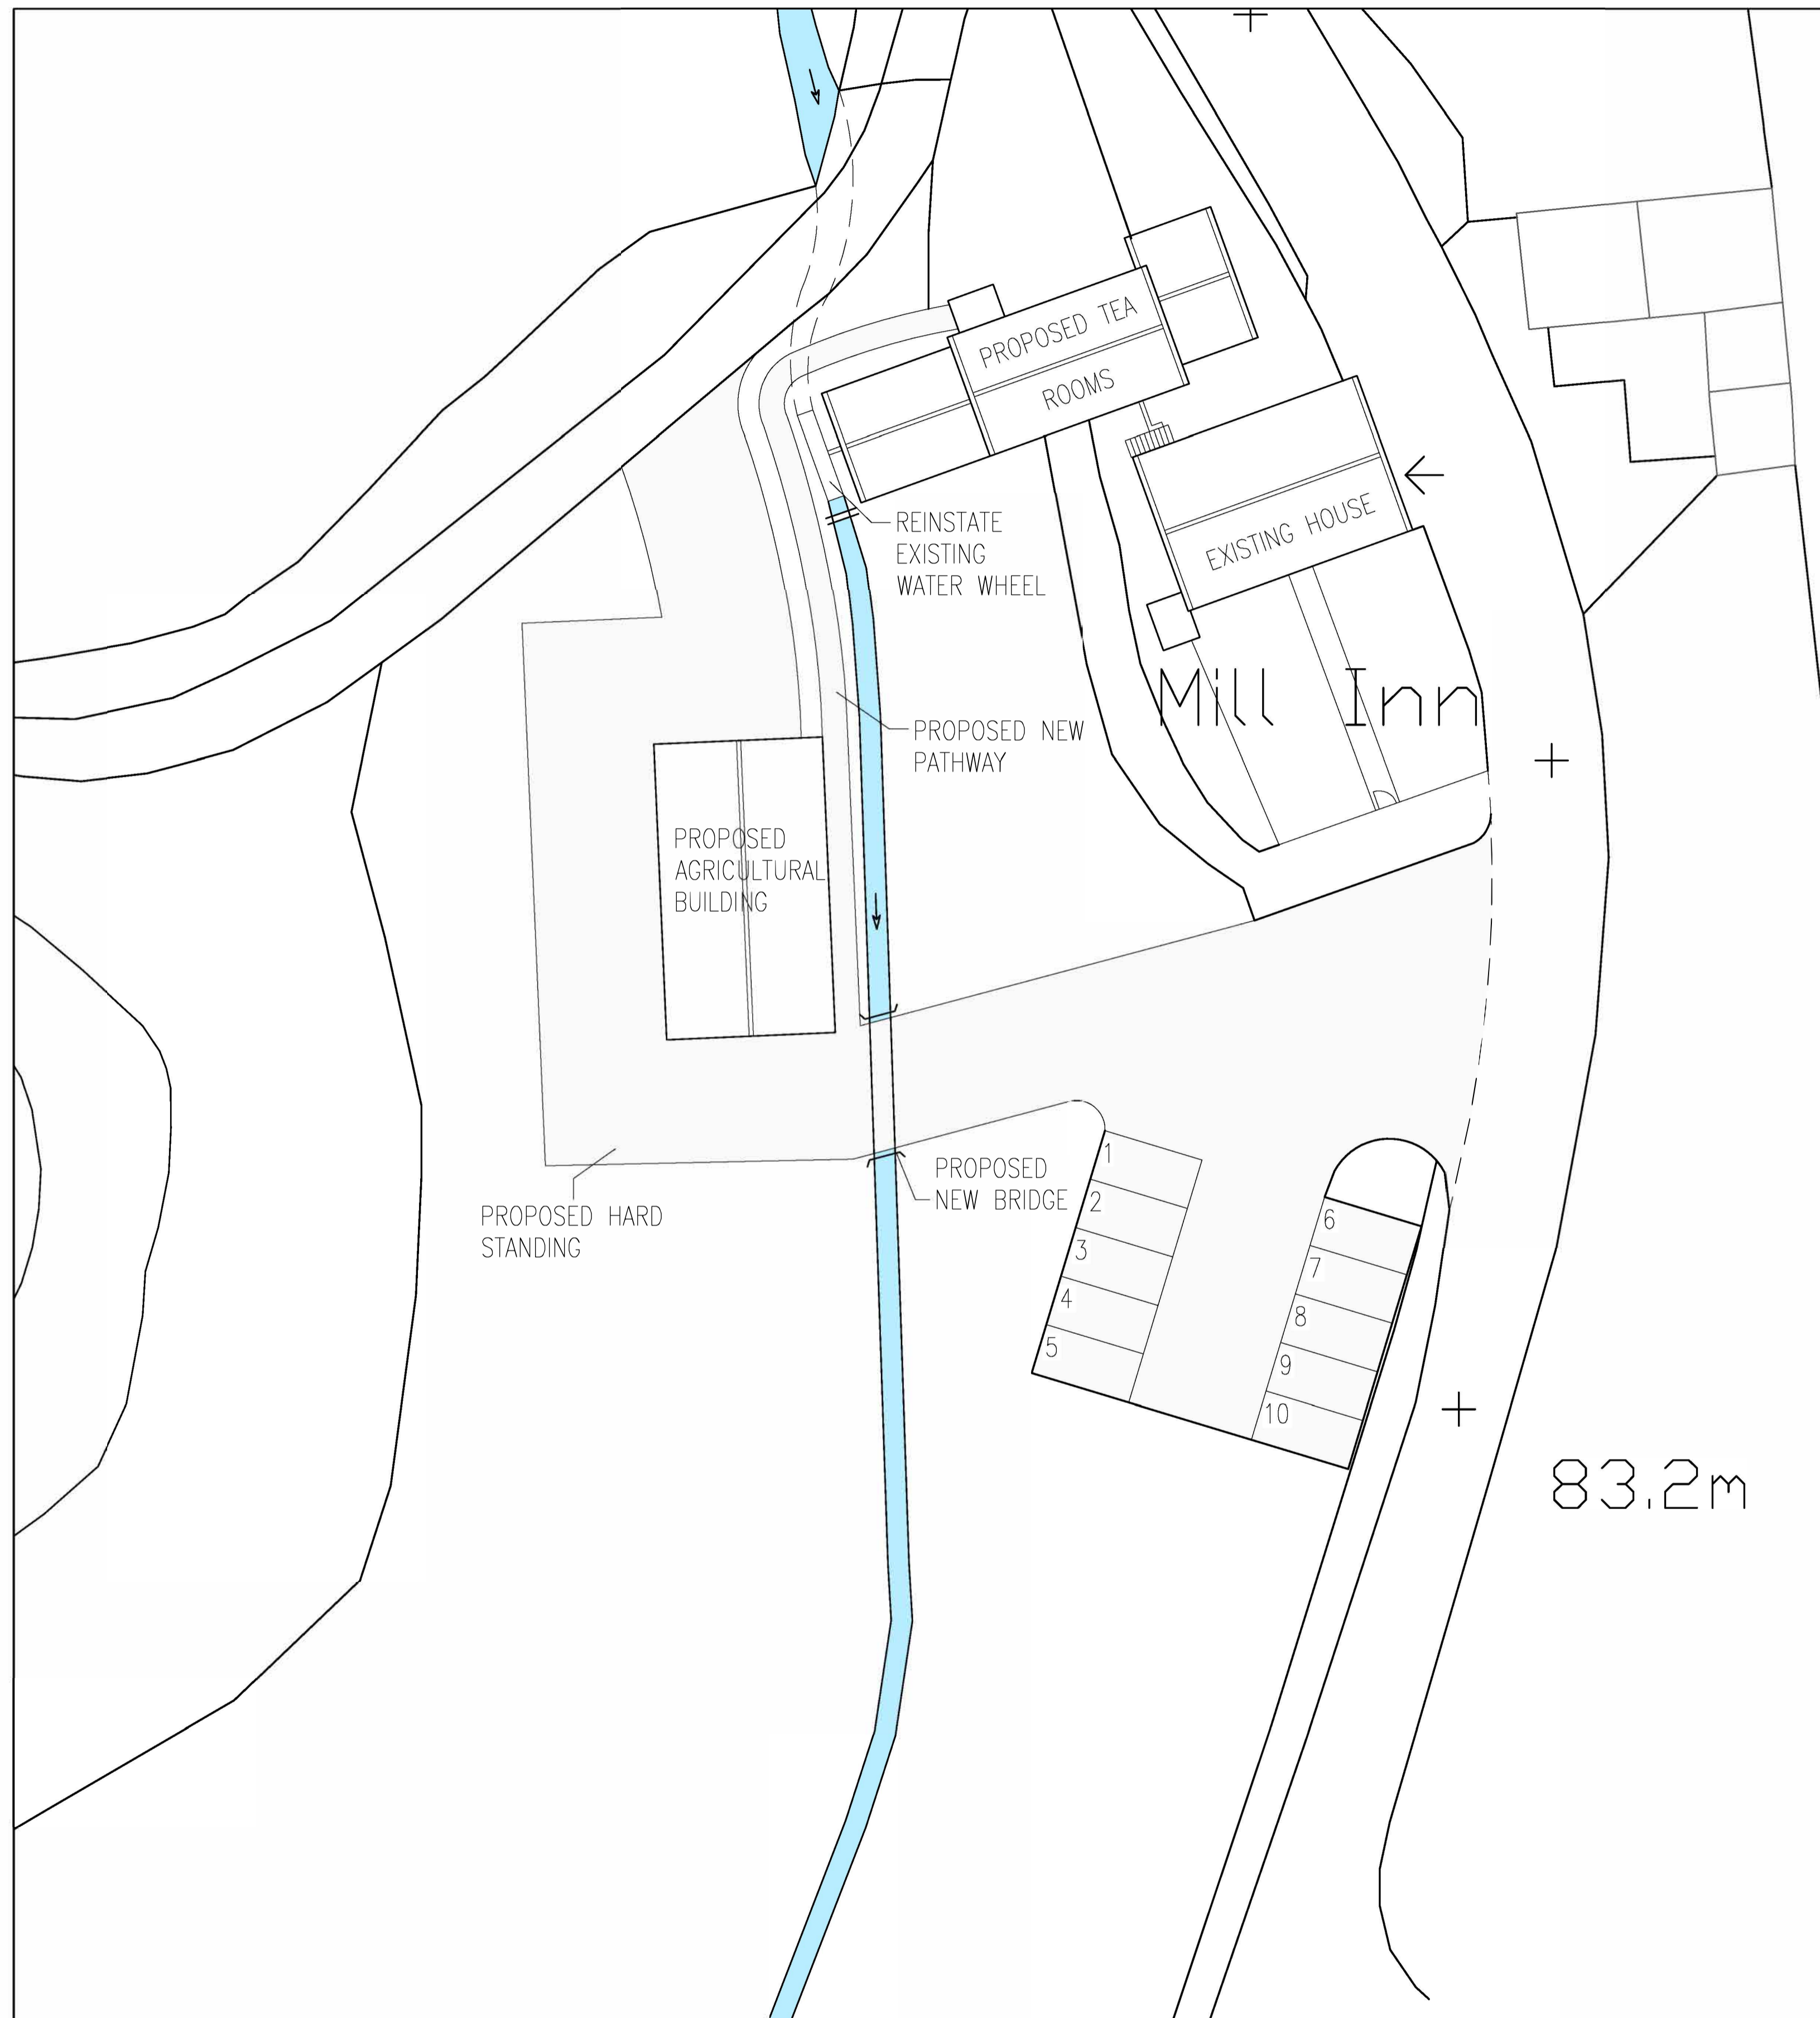 PROPOSED TEA
ROOMS
EXISTING HOUSE
REINSTATE
EXISTING
WATER WHEEL
Mill Inn
PROPOSED NEW
PATHWAY
PROPOSED
AGRICULTURAL
BUILDING
PROPOSED
NEW BRIDGE
PROPOSED HARD
STANDING
1
2
3
4
5
6
7
8
9
10
83.2m